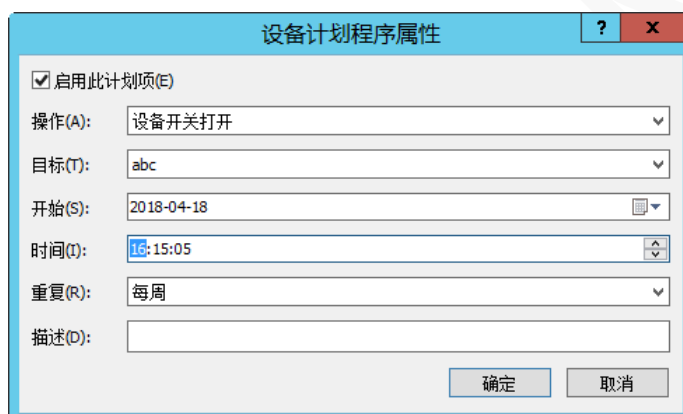 设备计划程序属性
? x
启用此计划项(E)
操作(A): 设备开关打开
目标(T): abc
开始(S): 2018-04-18
时间(I): 16:15:05
重复(R): 每周
描述(D):
确定 取消